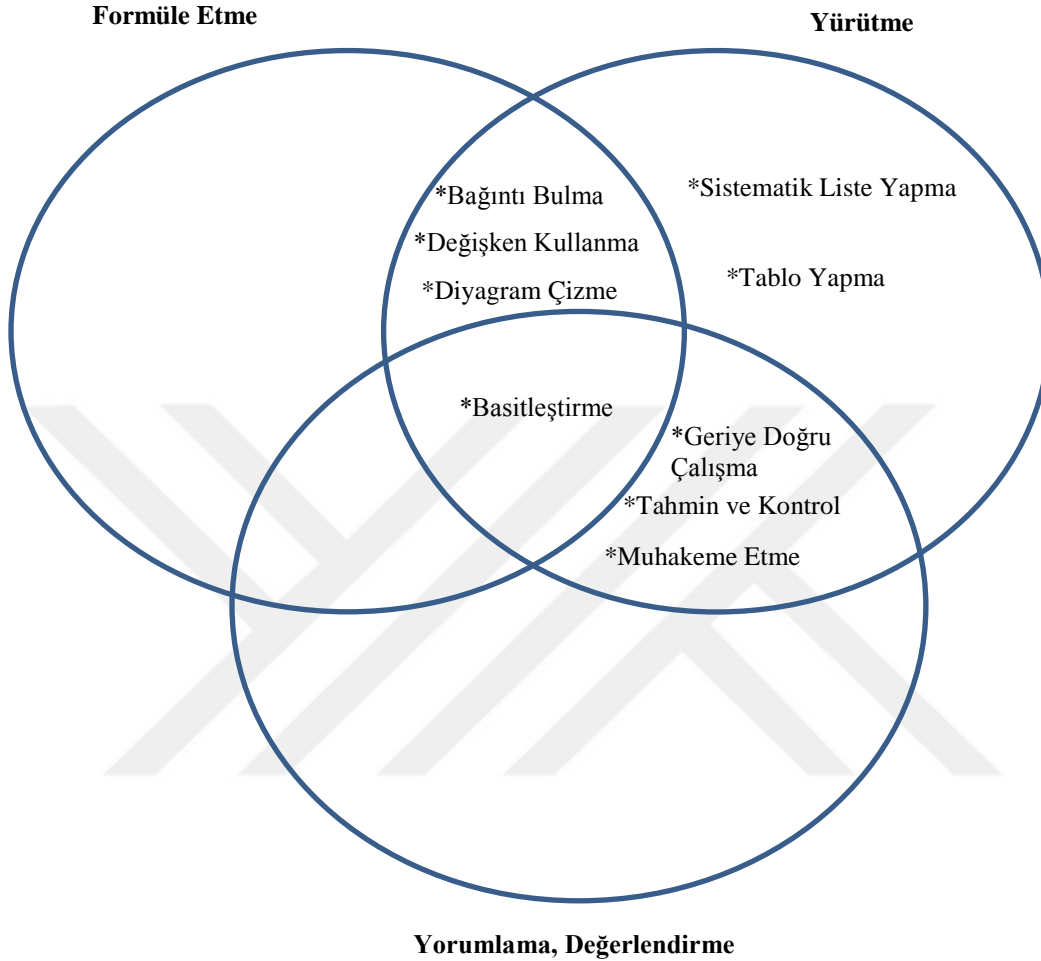 Formüle Etme
Yürütme
*Bağıntı Bulma
*Değişken Kullanma
*Diyagram Çizme
*Sistematik Liste Yapma
*Tablo Yapma
*Basitleştirme
*Geriye Doğru
Çalışma
*Tahmin ve Kontrol
*Muhakeme Etme
Yorumlama, Değerlendirme